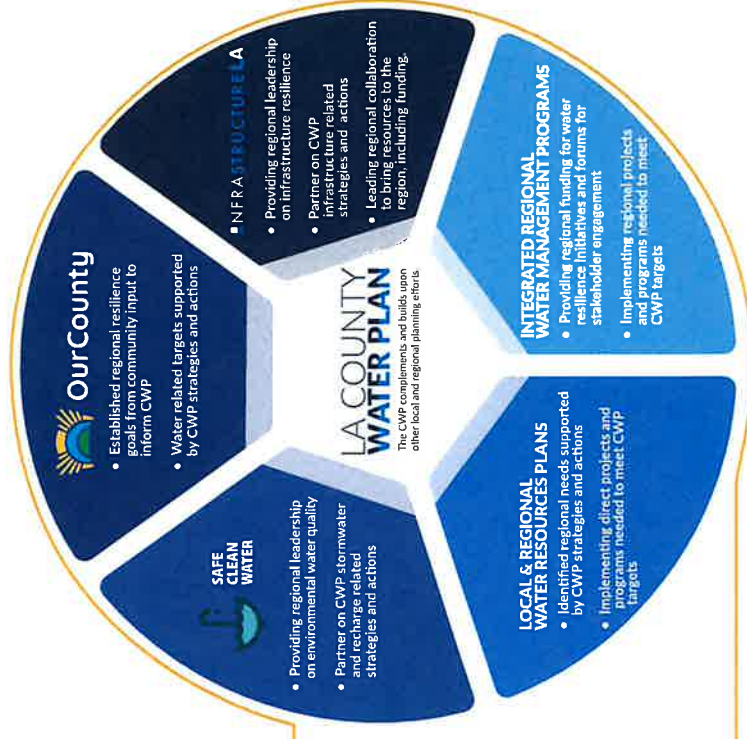 OurCounty
• Established regional resilience
goals from community input to
inform CWP
• Water related targets supported
by CWP strategies and actions
SAFE
CLEAN
WATER
• Providing regional leadership
on environmental water quality
• Partner on CWP stormwater
and recharge related
strategies and actions
INFRASTRUCTURELA
• Providing regional leadership
on infrastructure resilience
• Partner on CWP
infrastructure related
strategies and actions
• Leading regional collaboration
to bring resources to the
region, including funding.
LA COUNTY
WATER PLAN
The CWP complements and builds upon
other local and regional planning efforts
LOCAL & REGIONAL
WATER RESOURCES PLANS
• Identified regional needs supported
by CWP strategies and actions
• Implementing direct projects and
programs needed to meet CWP
targets
INTEGRATED REGIONAL
WATER MANAGEMENT PROGRAMS
• Providing regional funding for water
resilience Initiatives and forums for
stakeholder engagement
• Implementing regional projects
and programs needed to meet
CWP targets